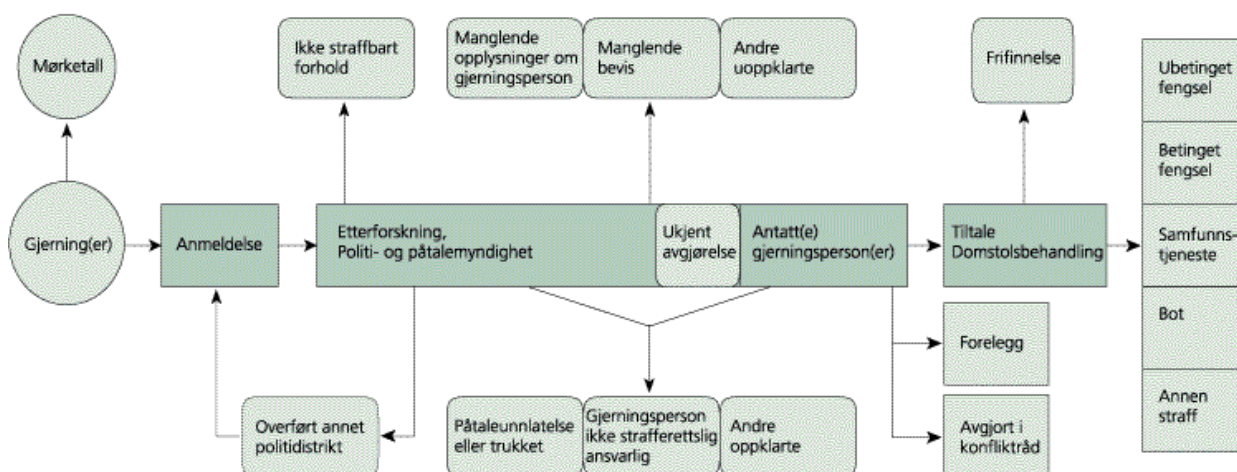 Mørketall
Ikke straffbart
forhold
Manglende
opplysninger om
gjerningsperson
Manglende
bevis
Andre
uoppklarte
Frifinnelse
Ubetinget
fengsel
Betinget
fengsel
Gjerning(er)
Anmeldelse
Etterforskning,
Politi- og påtalemyndighet
Ukjent
avgjørelse
Antatt(e)
gjerningsperson(er)
Tiltale
Domstolsbehandling
Samfunns-
tjeneste
Bot
Forelegg
Overført annet
politidistrikt
Påtaleunnlatelse
eller trukket
Gjerningsperson
ikke strafferettslig
ansvarlig
Andre
oppklarte
Avgjort i
konfliktråd
Annen
straff